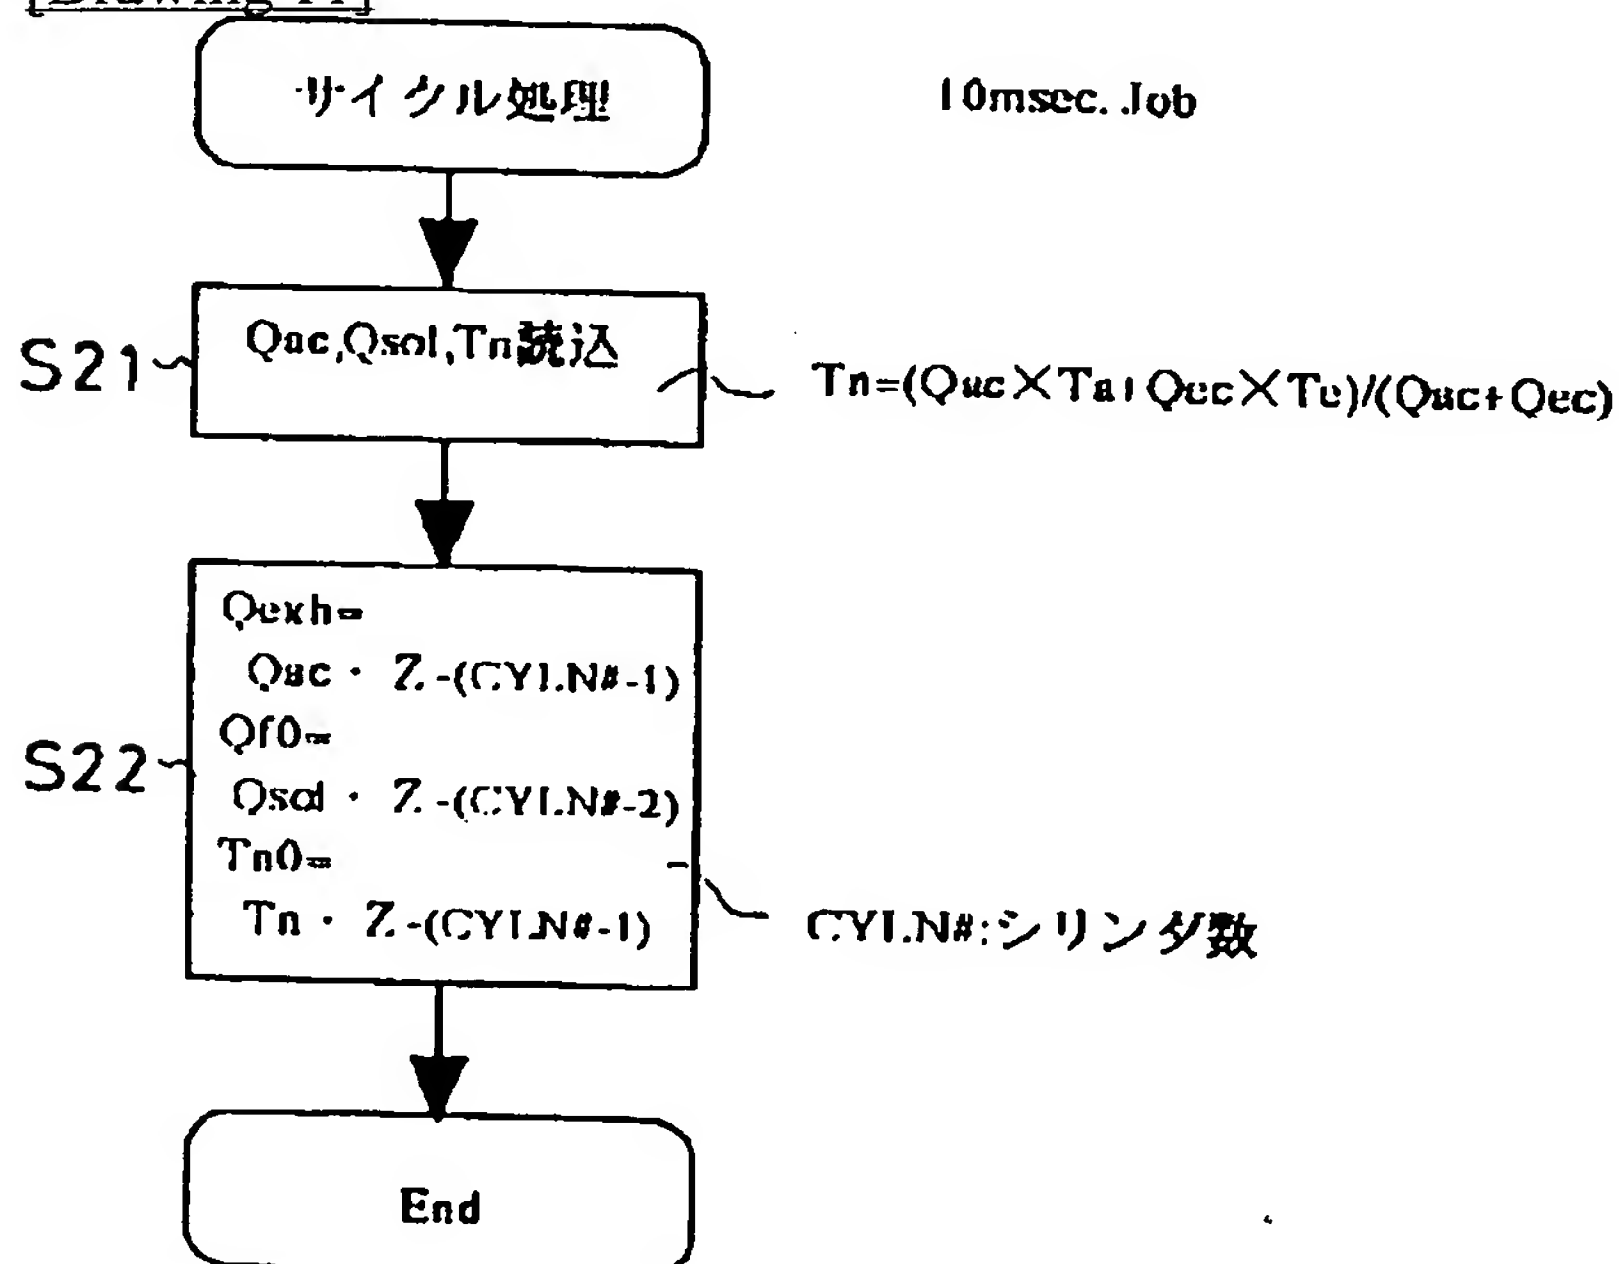 サイクル処理
10msec. Job
S21
Qac,Qsol,Tn読込
Tn=(Qac×Ta+Qec×Te)/(Qac+Qec)
S22
Qexh=
Qac・Z-(CYLN#-1)
Qf0=
Qsol・Z-(CYLN#-2)
Tn0=
Tn・Z-(CYLN#-1)
CYLN#:シリンダ数
End